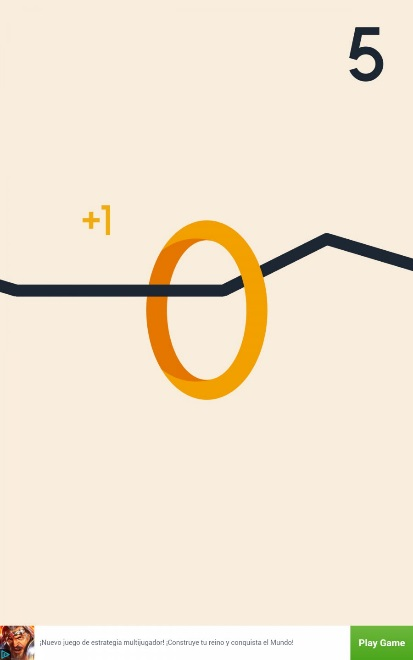 5
+1
¡Nuevo juego de estrategia multijugador! ¡Construye tu reino y conquista el Mundo!
Play Game